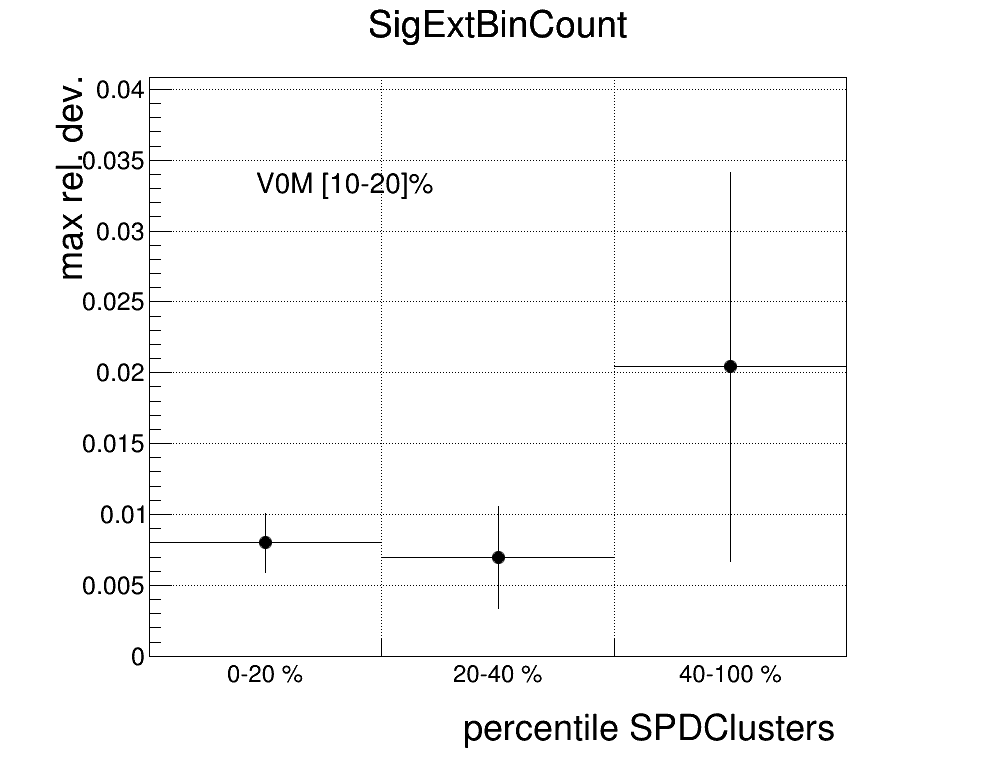 SigExtBinCount
max rel. dev.
0.04
0.035
0.03
0.025
0.02
0.015
0.01
0.005
0
V0M [10-20]%
0-20 % 20-40 % 40-100 %
percentile SPDClusters